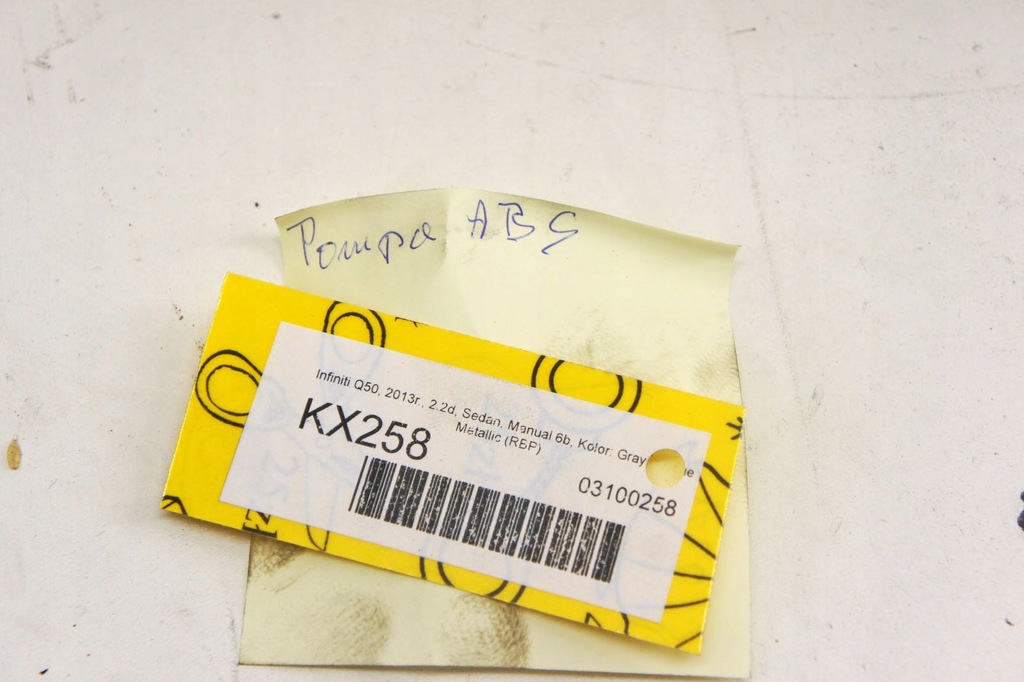 Pompa ABS
Infiniti Q50, 2013r., 2.2d, Sedan, Manual 6b, Kolor: Gray
Metallic (RBP)
KX258
03100258